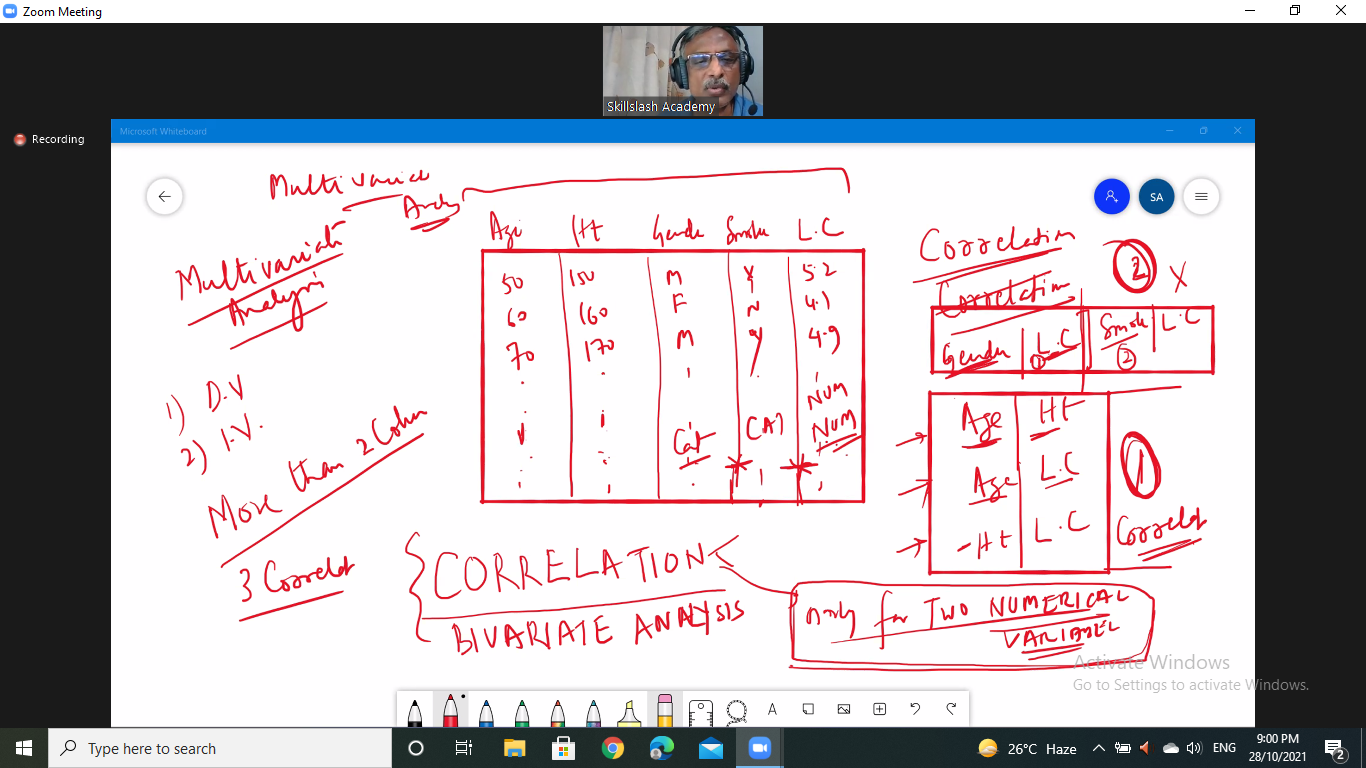 Zoom Meeting
Skillslash Academy
Recording
Microsoft Whiteboard
SA
Multivariat
Analysis
Multivariate
Analysis
1) D.V
2) I.V.
More than 2 Colum
3 Correlat
Age Ht Gende Smoke L.C
50 150 M Y 5.2
60 160 F N 4.1
70 170 M Y 4.9
NUM
Cat CAT NUM
CORRELATION
BIVARIATE ANALYSIS
only for TWO NUMERICAL
VARIABLE
Correlation
2 X
Correlation
Gender L.C Smoke L.C
1 2
Age Ht
Age L.C
Ht L.C
1
Correlat
Activate Windows
Go to Settings to activate Windows.
A
Type here to search
26°C Haze
ENG
9:00 PM
28/10/2021
2